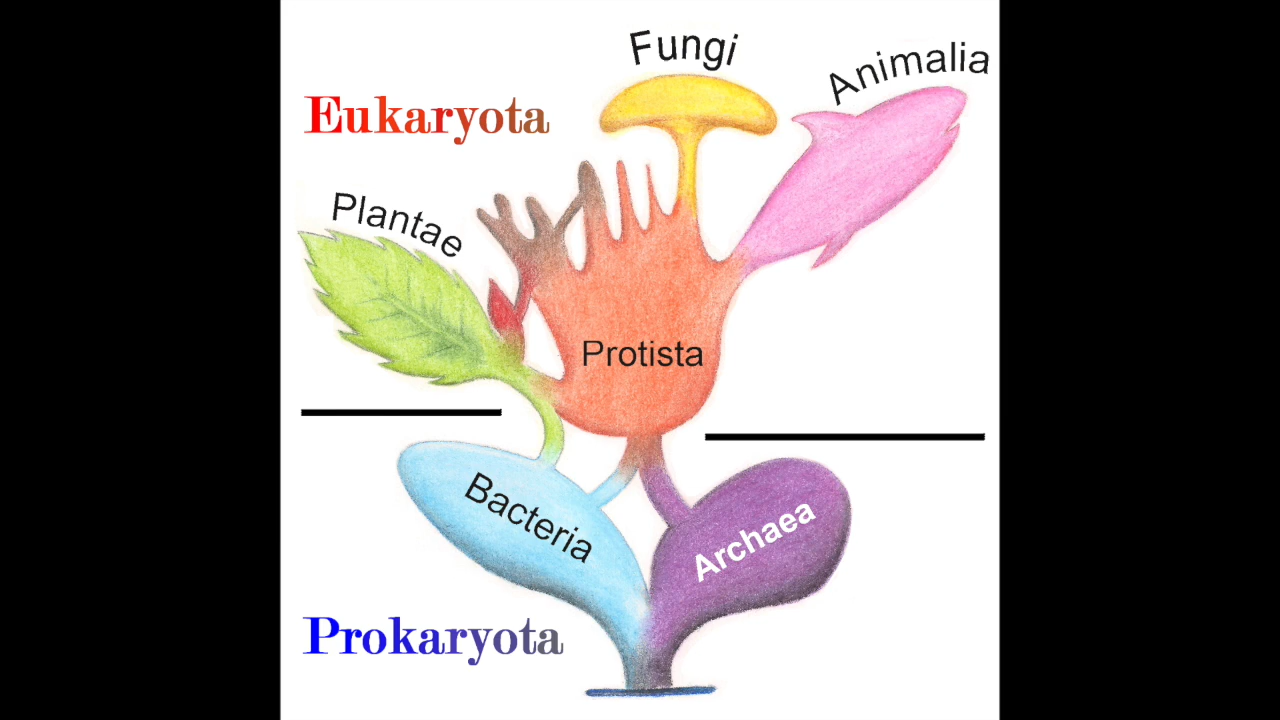 Fungi
Animalia
Eukaryota
Plantae
Protista
Bacteria
Archaea
Prokaryota